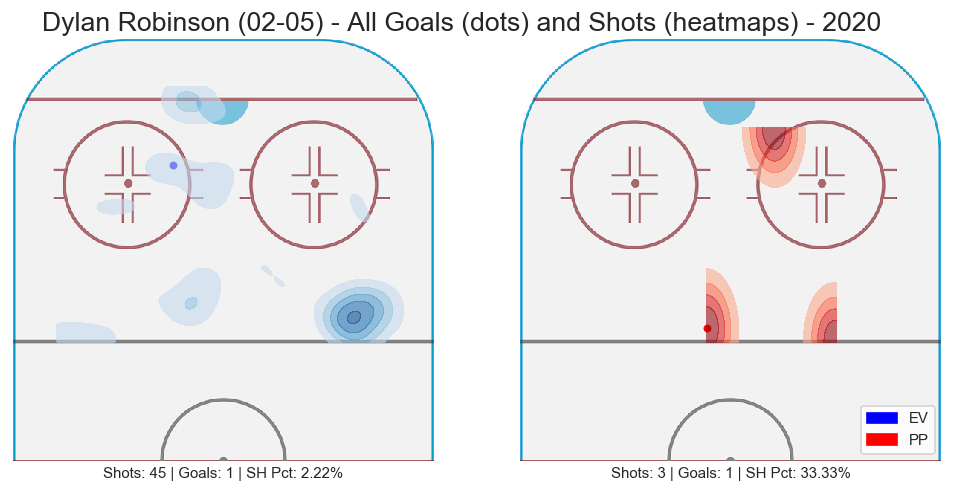 Dylan Robinson (02-05) - All Goals (dots) and Shots (heatmaps) - 2020
EV
PP
Shots: 45 | Goals: 1 | SH Pct: 2.22%
Shots: 3 | Goals: 1 | SH Pct: 33.33%